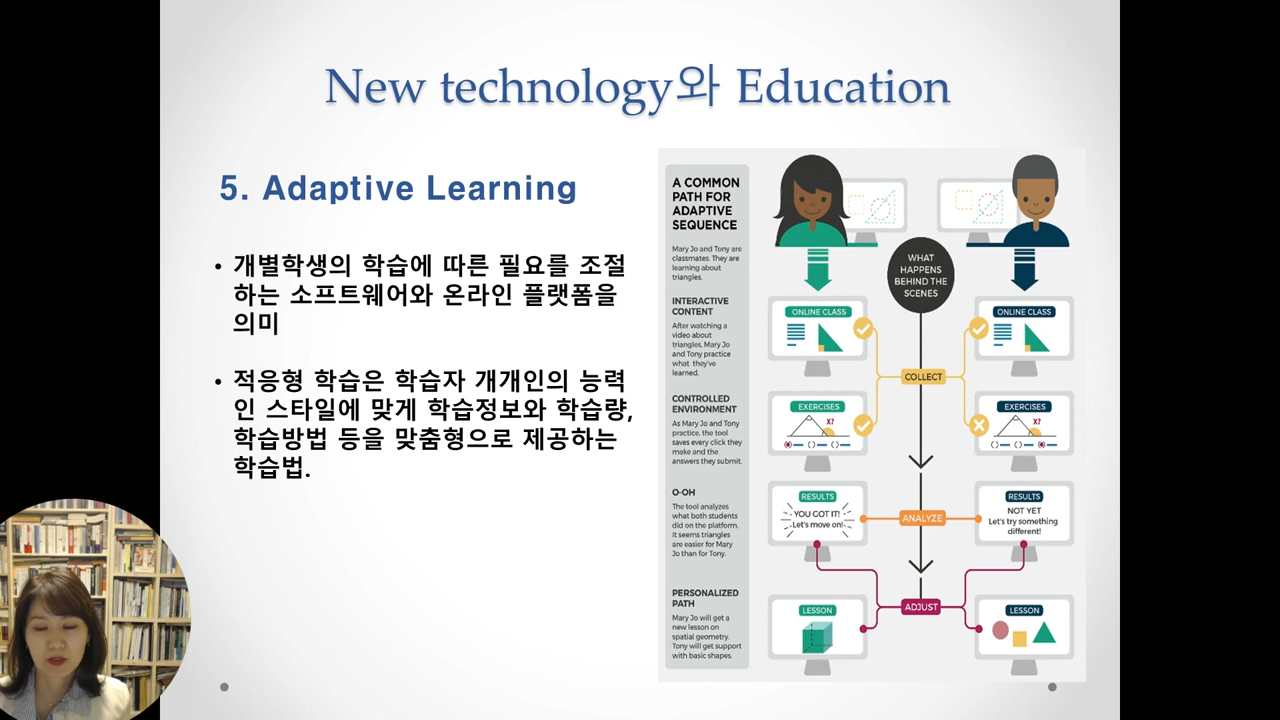 New technology와 Education
5. Adaptive Learning
• 개별학생의 학습에 따른 필요를 조절
하는 소프트웨어와 온라인 플랫폼을
의미
• 적응형 학습은 학습자 개개인의 능력
인 스타일에 맞게 학습정보와 학습량,
학습방법 등을 맞춤형으로 제공하는
학습법.
A COMMON
PATH FOR
ADAPTIVE
SEQUENCE
Mary Jo and Tony are
classmates. They are
learning about
triangles.
INTERACTIVE
CONTENT
After watching a
video about
triangles, Mary Jo
and Tony practice
what they've
learned.
CONTROLLED
ENVIRONMENT
As Mary Jo and Tony
practice, the tool
saves every click they
make and the
answers they submit.
O-OH
The tool analyzes
what both students
did on the platform.
It seems triangles
are easier for Mary
Jo than for Tony.
PERSONALIZED
PATH
Mary Jo will get a
new lesson on
spatial geometry.
Tony will get support
with basic shapes.
WHAT
HAPPENS
BEHIND THE
SCENES
ONLINE CLASS
ONLINE CLASS
COLLECT
EXERCISES
X?
EXERCISES
X?
RESULTS
YOU GOT IT!
Let's move on!
ANALYZE
RESULTS
NOT YET
Let's try something
different!
ADJUST
LESSON
LESSON